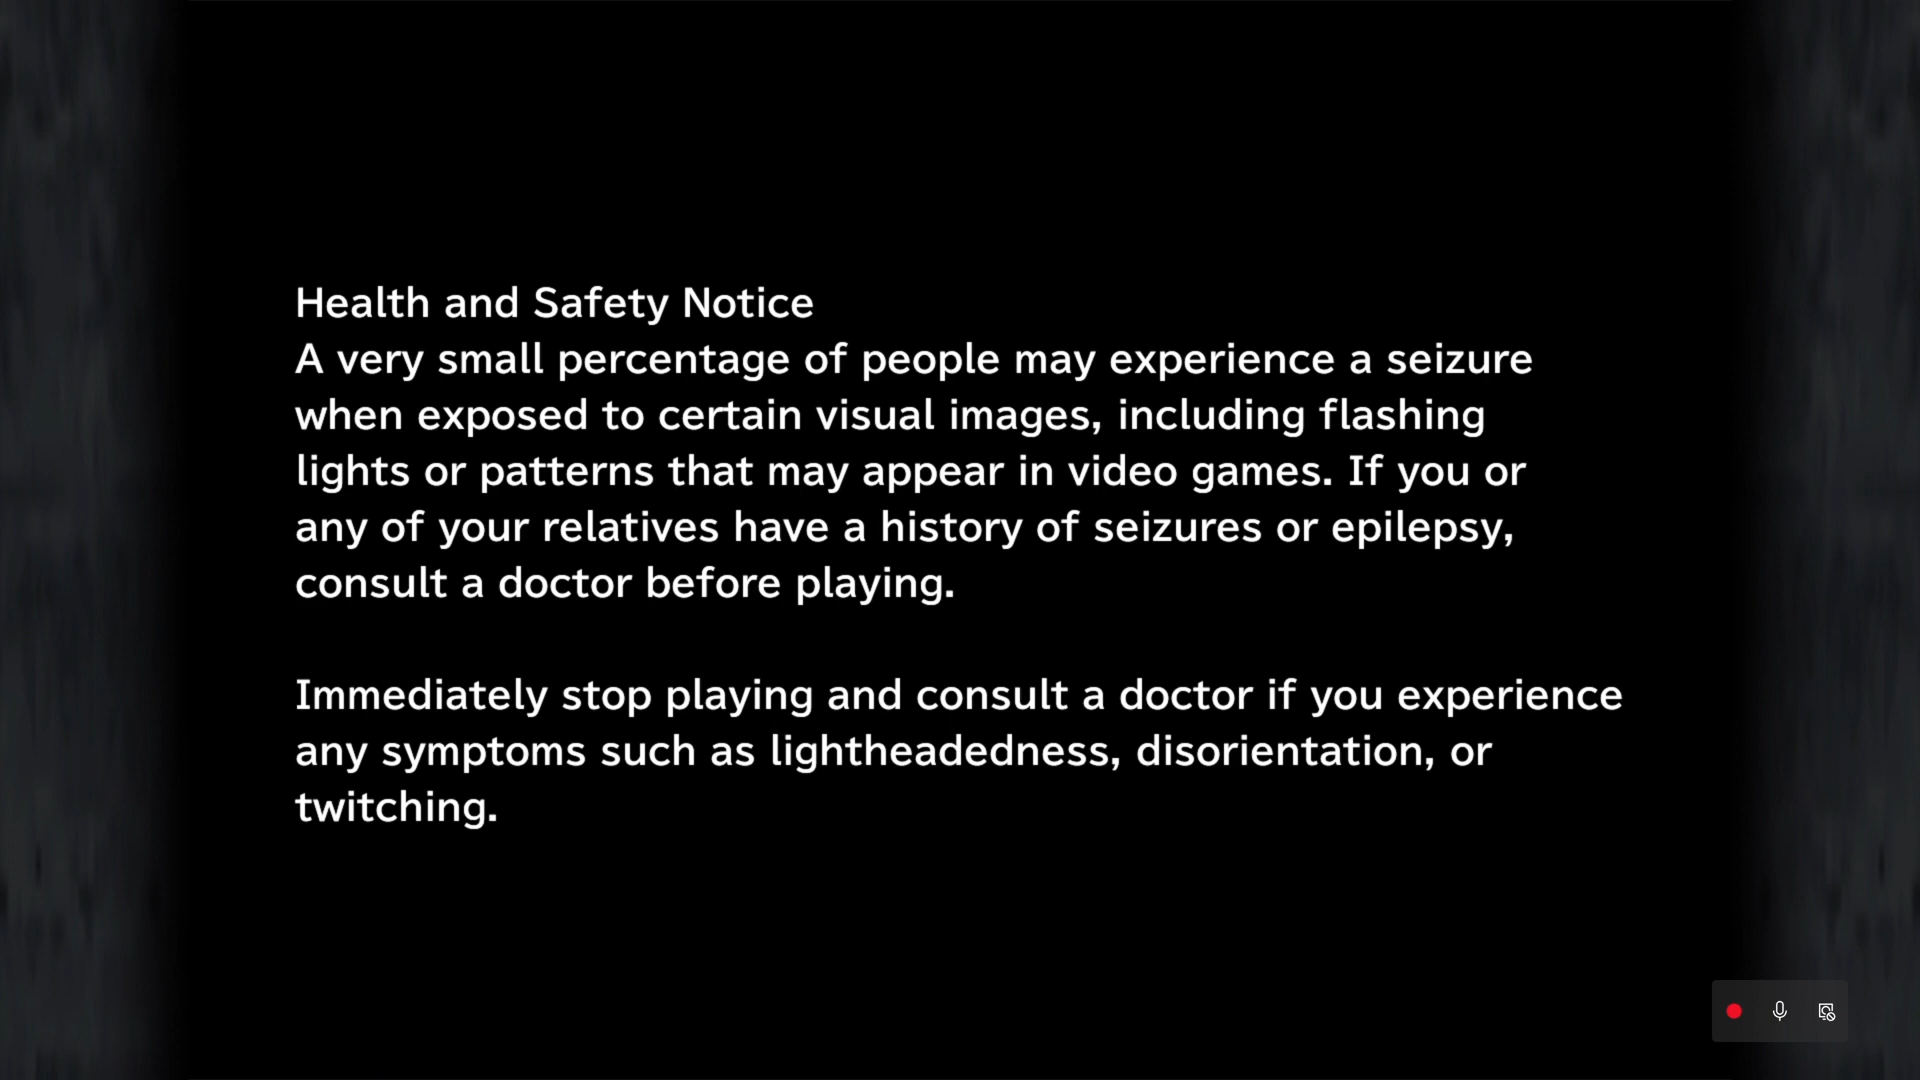 Health and Safety Notice
A very small percentage of people may experience a seizure
when exposed to certain visual images, including flashing
lights or patterns that may appear in video games. If you or
any of your relatives have a history of seizures or epilepsy,
consult a doctor before playing.
Immediately stop playing and consult a doctor if you experience
any symptoms such as lightheadedness, disorientation, or
twitching.